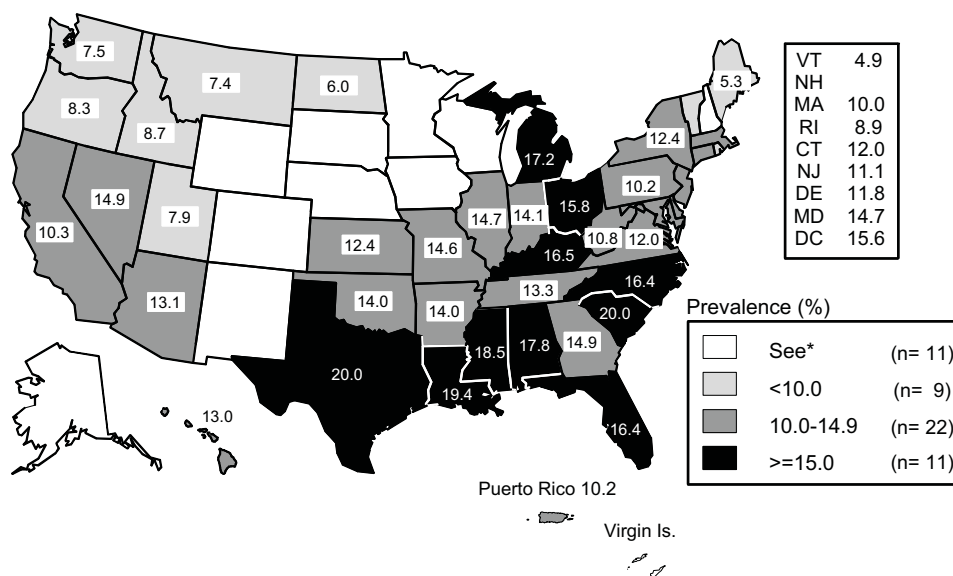 7.5
7.4
6.0
5.3
8.3
8.7
17.2
12.4
14.9
7.9
10.3
14.7
14.1
15.8
10.2
12.4
14.6
16.5
10.8
12.0
13.1
14.0
14.0
13.3
16.4
20.0
20.0
18.5
17.8
14.9
19.4
16.4
13.0
VT 4.9
NH
MA 10.0
RI 8.9
CT 12.0
NJ 11.1
DE 11.8
MD 14.7
DC 15.6
Prevalence (%)
See* (n= 11)
<10.0 (n= 9)
10.0-14.9 (n= 22)
>=15.0 (n= 11)
Puerto Rico 10.2
Virgin Is.